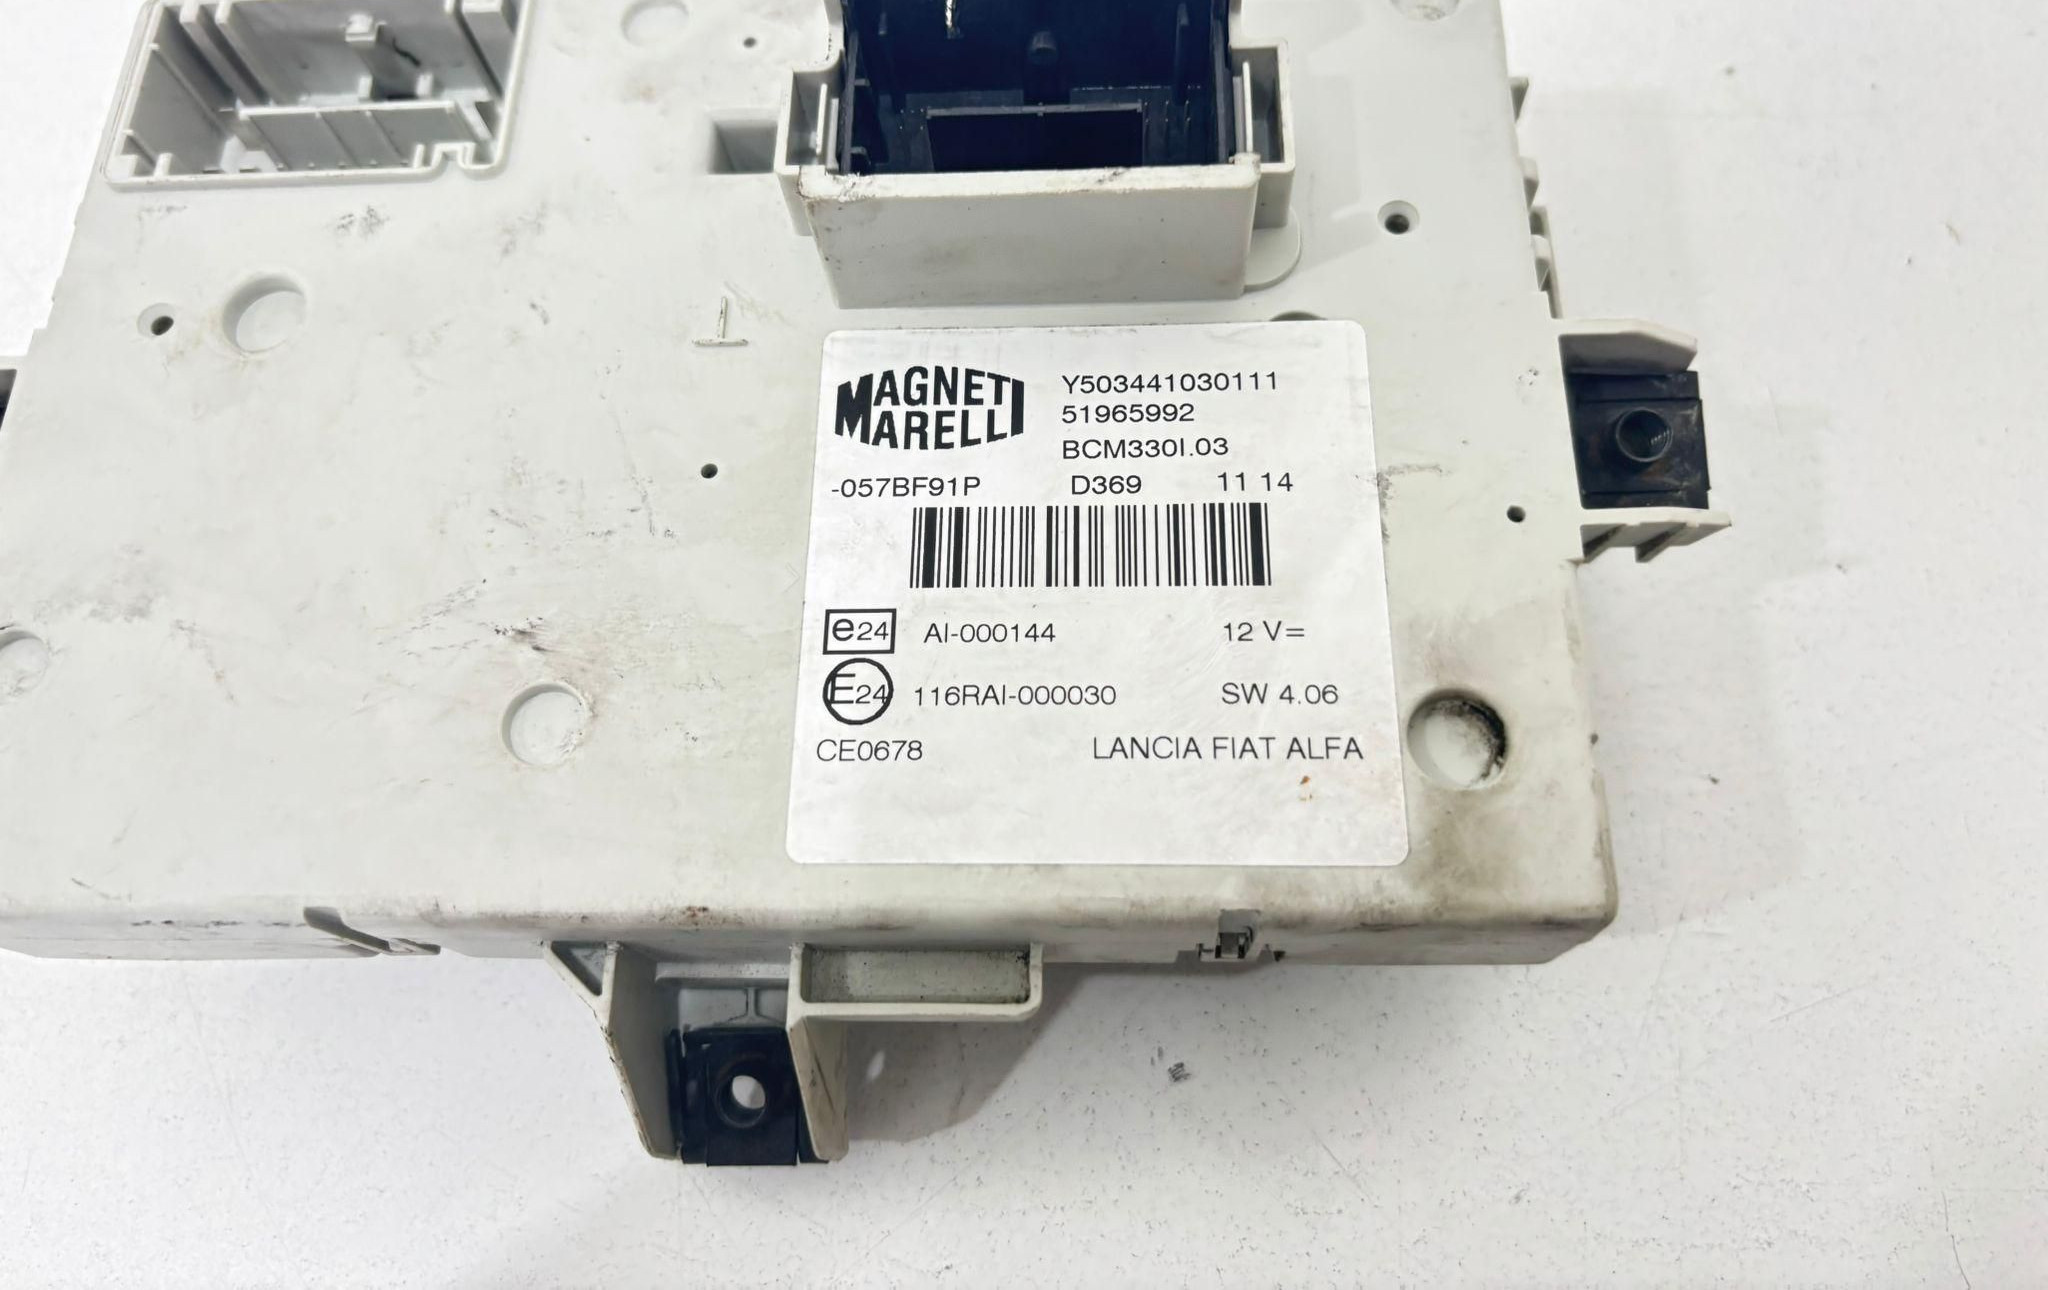 MAGNETI
MARELLI
Y503441030111
51965992
BCM330I.03
-057BF91P D369 11 14
e24 AI-000144 12 V=
E24 116RAI-000030 SW 4.06
CE0678 LANCIA FIAT ALFA